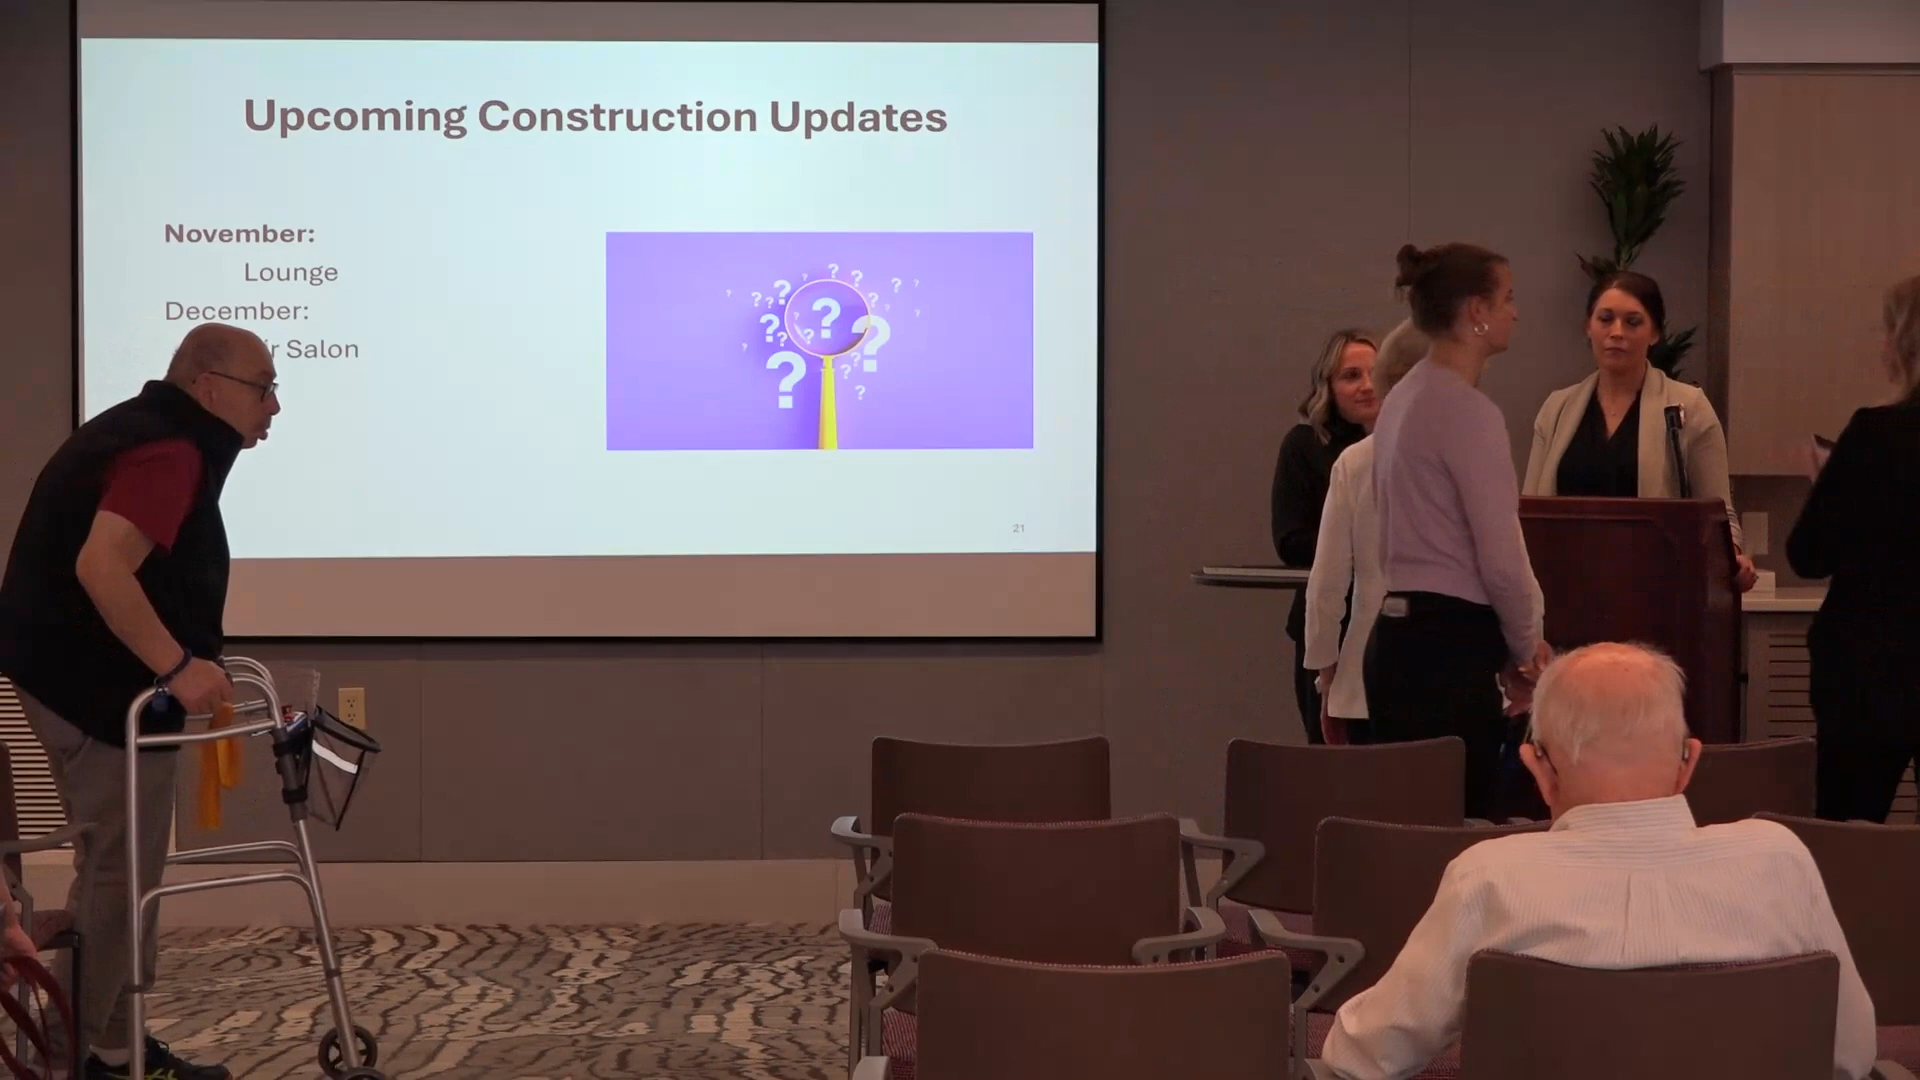 Upcoming Construction Updates
November:
Lounge
December:
Salon
21